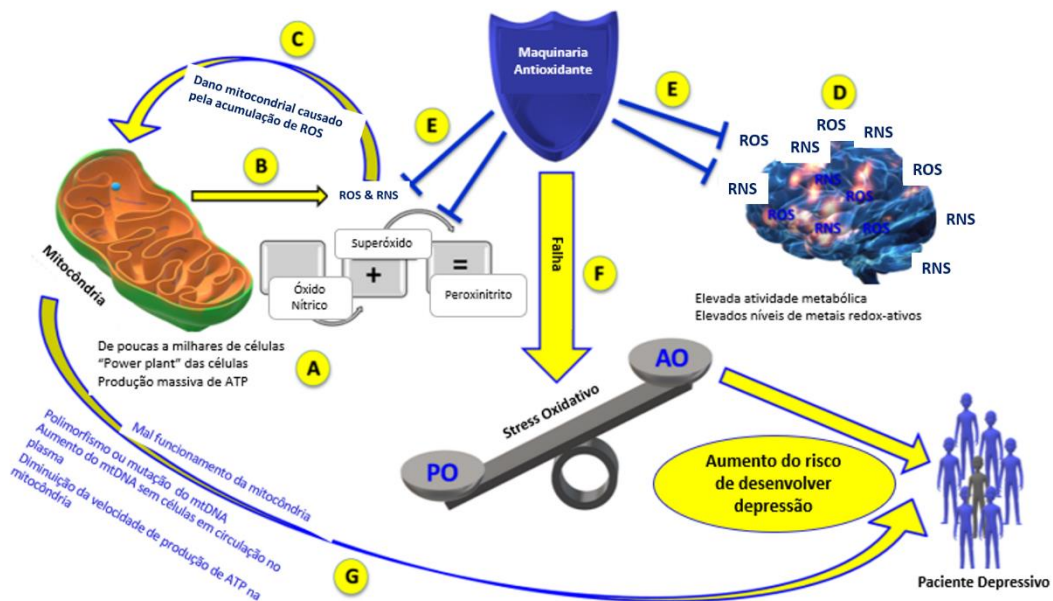 C
Maquinaria
Antioxidante
Dano mitocondrial causado
pela acumulação de ROS
E
E
D
ROS
RNS
ROS
ROS
RNS
RNS
ROS
ROS
RNS
ROS
RNS
RNS
B
ROS & RNS
Mitocôndria
Superóxido
+
=
Óxido
Nítrico
Peroxinitrito
Falha
F
Elevada atividade metabólica
Elevados níveis de metais redox-ativos
De poucas a milhares de células
“Power plant” das células
Produção massiva de ATP
A
AO
Stress Oxidativo
PO
Aumento do risco
de desenvolver
depressão
Mal funcionamento da mitocôndria
Polimorfismo ou mutação do mtDNA
Aumento do mtDNA sem células em circulação no
plasma
Diminuição da velocidade de produção de ATP na
mitocôndria
G
Paciente Depressivo